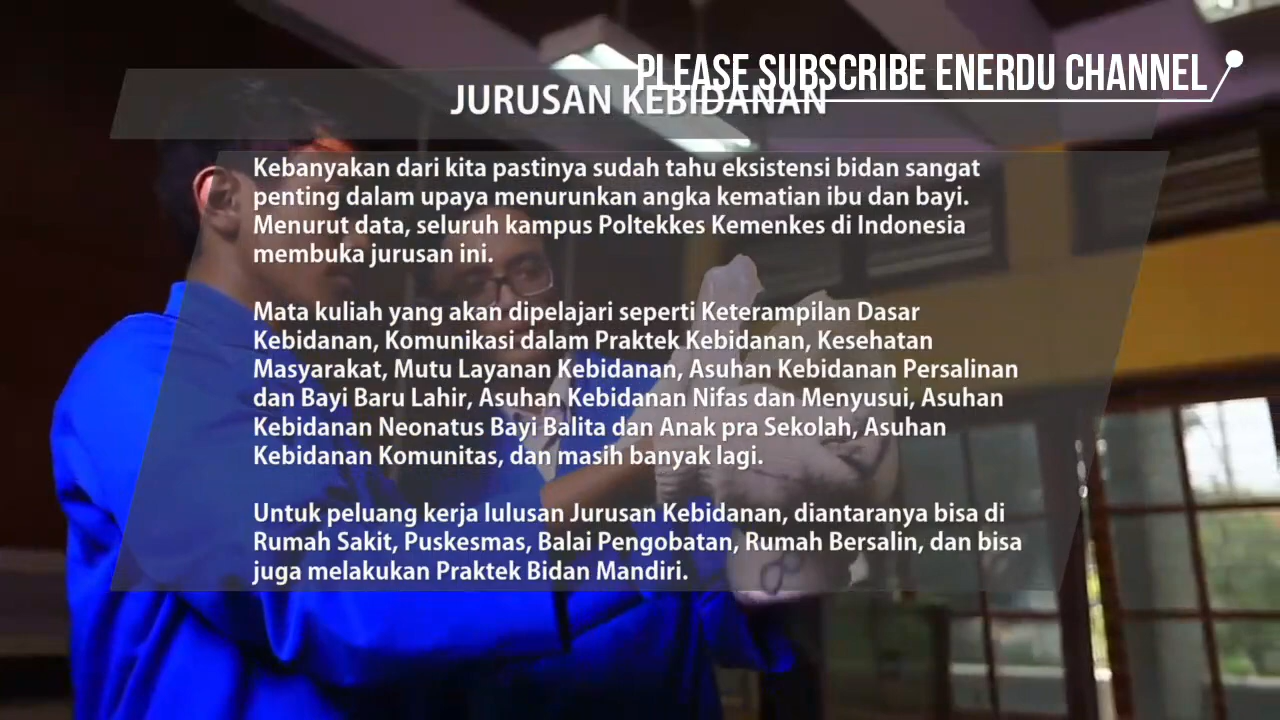 PLEASE SUBSCRIBE ENERDU CHANNEL
JURUSAN KEBIDANAN
Kebanyakan dari kita pastinya sudah tahu eksistensi bidan sangat
penting dalam upaya menurunkan angka kematian ibu dan bayi.
Menurut data, seluruh kampus Poltekkes Kemenkes di Indonesia
membuka jurusan ini.
Mata kuliah yang akan dipelajari seperti Keterampilan Dasar
Kebidanan, Komunikasi dalam Praktek Kebidanan, Kesehatan
Masyarakat, Mutu Layanan Kebidanan, Asuhan Kebidanan Persalinan
dan Bayi Baru Lahir, Asuhan Kebidanan Nifas dan Menyusui, Asuhan
Kebidanan Neonatus Bayi Balita dan Anak pra Sekolah, Asuhan
Kebidanan Komunitas, dan masih banyak lagi.
Untuk peluang kerja lulusan Jurusan Kebidanan, diantaranya bisa di
Rumah Sakit, Puskesmas, Balai Pengobatan, Rumah Bersalin, dan bisa
juga melakukan Praktek Bidan Mandiri.